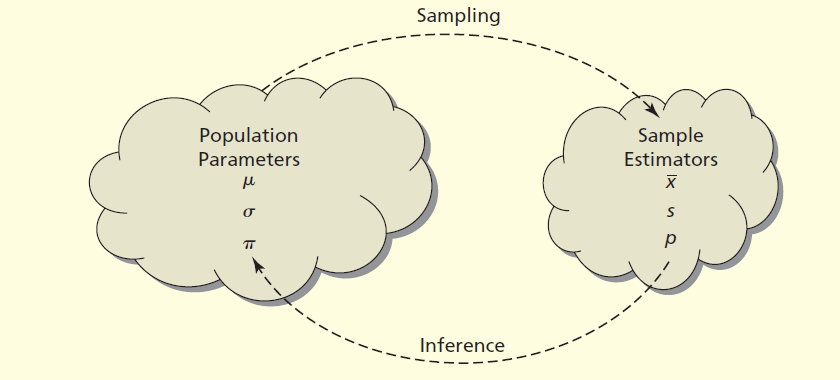 Sampling
Population
Parameters
μ
σ
π
Sample
Estimators
x̅
s
p
Inference